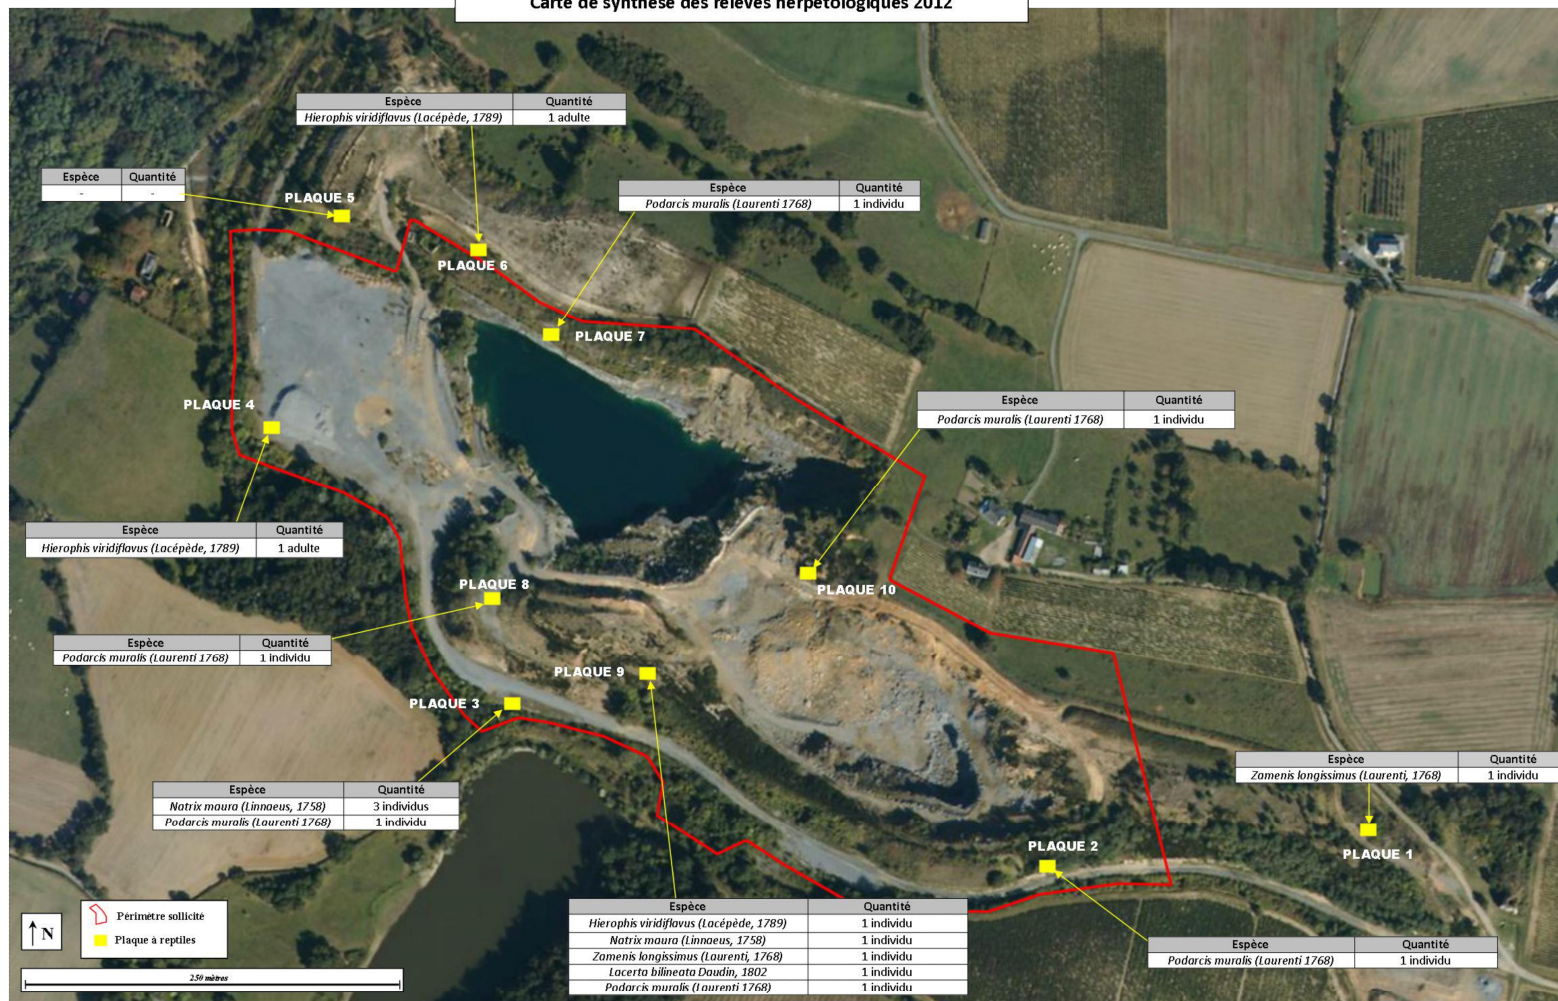 Carte de synthèse des relevés herpétologiques 2012
Espèce Quantité
Hierophis viridiflavus (Lacépède, 1789) 1 adulte
Espèce Quantité
- -
PLAQUE 5
Espèce Quantité
Podarcis muralis (Laurenti 1768) 1 individu
PLAQUE 6
PLAQUE 7
PLAQUE 4
Espèce Quantité
Podarcis muralis (Laurenti 1768) 1 individu
Espèce Quantité
Hierophis viridiflavus (Lacépède, 1789) 1 adulte
PLAQUE 8
PLAQUE 10
Espèce Quantité
Podarcis muralis (Laurenti 1768) 1 individu
PLAQUE 9
PLAQUE 3
Espèce Quantité
Zamenis longissimus (Laurenti, 1768) 1 individu
Espèce Quantité
Natrix maura (Linnaeus, 1758) 3 individus
Podarcis muralis (Laurenti 1768) 1 individu
PLAQUE 2
PLAQUE 1
Espèce Quantité
Hierophis viridiflavus (Lacépède, 1789) 1 individu
Natrix maura (Linnaeus, 1758) 1 individu
Zamenis longissimus (Laurenti, 1768) 1 individu
Lacerta bilineata Daudin, 1802 1 individu
Podarcis muralis (Laurenti 1768) 1 individu
Espèce Quantité
Podarcis muralis (Laurenti 1768) 1 individu
N
Périmètre sollicité
Plaque à reptiles
250 mètres